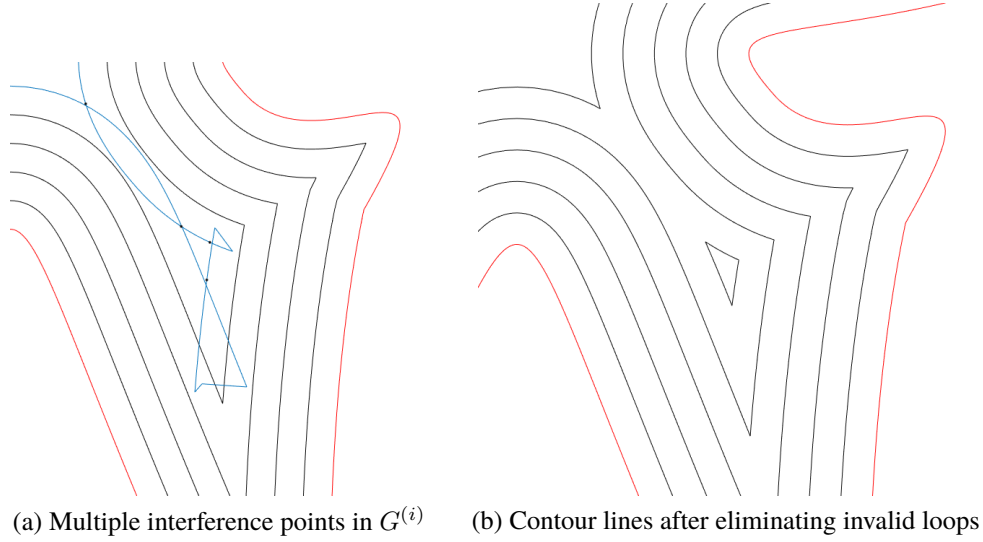 (a) Multiple interference points in G^{(i)}
(b) Contour lines after eliminating invalid loops